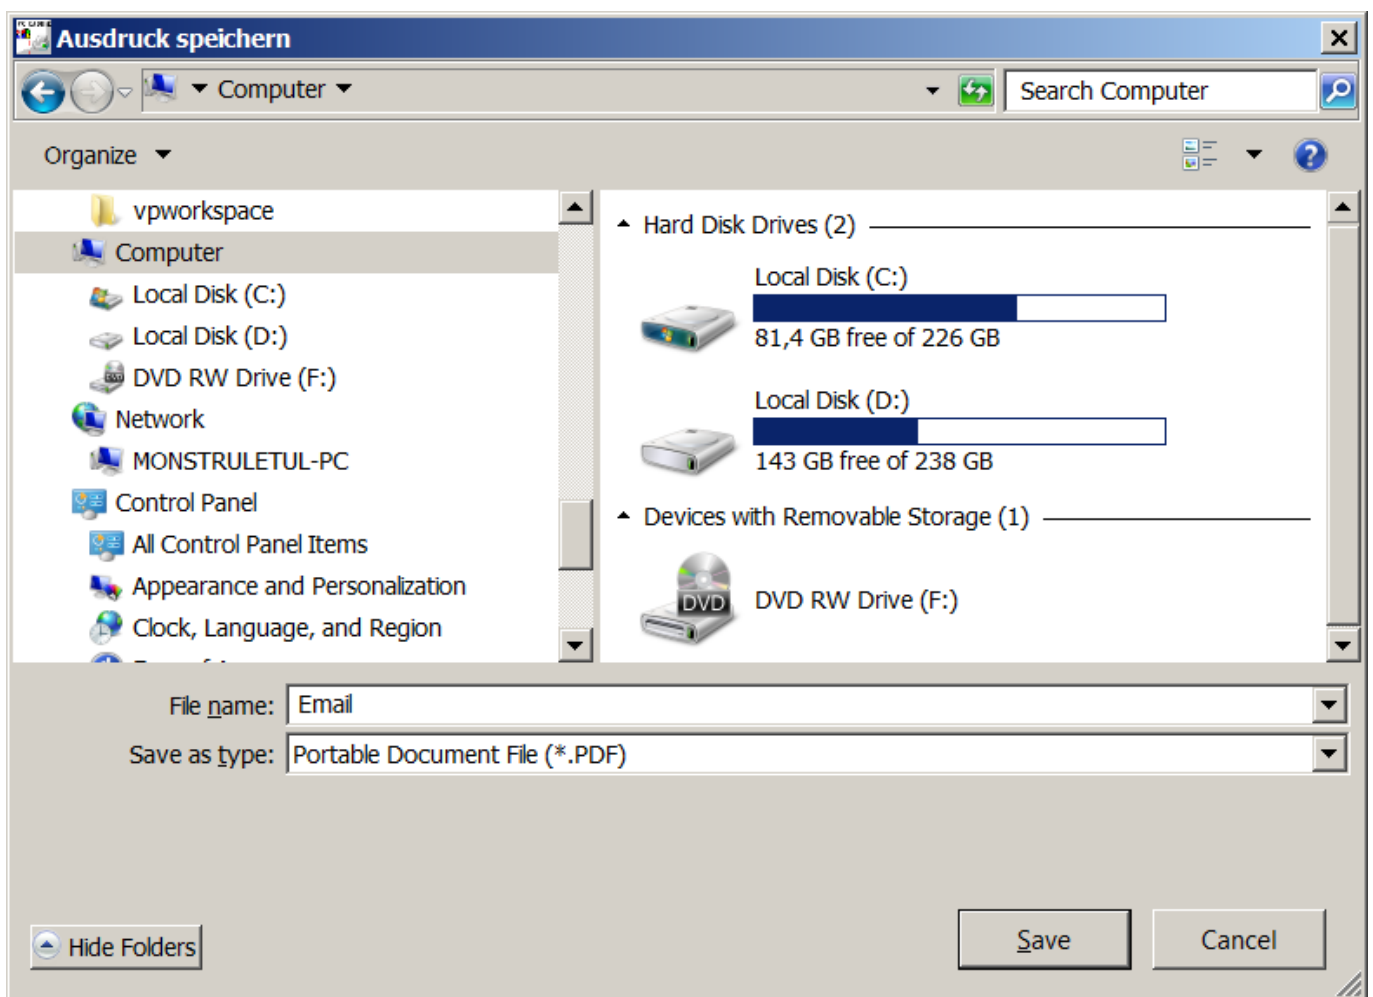 Ausdruck speichern
Computer
Search Computer
Organize
vpworkspace
Computer
Local Disk (C:)
Local Disk (D:)
DVD RW Drive (F:)
Network
MONSTRULETUL-PC
Control Panel
All Control Panel Items
Appearance and Personalization
Clock, Language, and Region
Hard Disk Drives (2)
Local Disk (C:)
81,4 GB free of 226 GB
Local Disk (D:)
143 GB free of 238 GB
Devices with Removable Storage (1)
DVD
DVD RW Drive (F:)
File name: Email
Save as type: Portable Document File (*.PDF)
Hide Folders
Save
Cancel